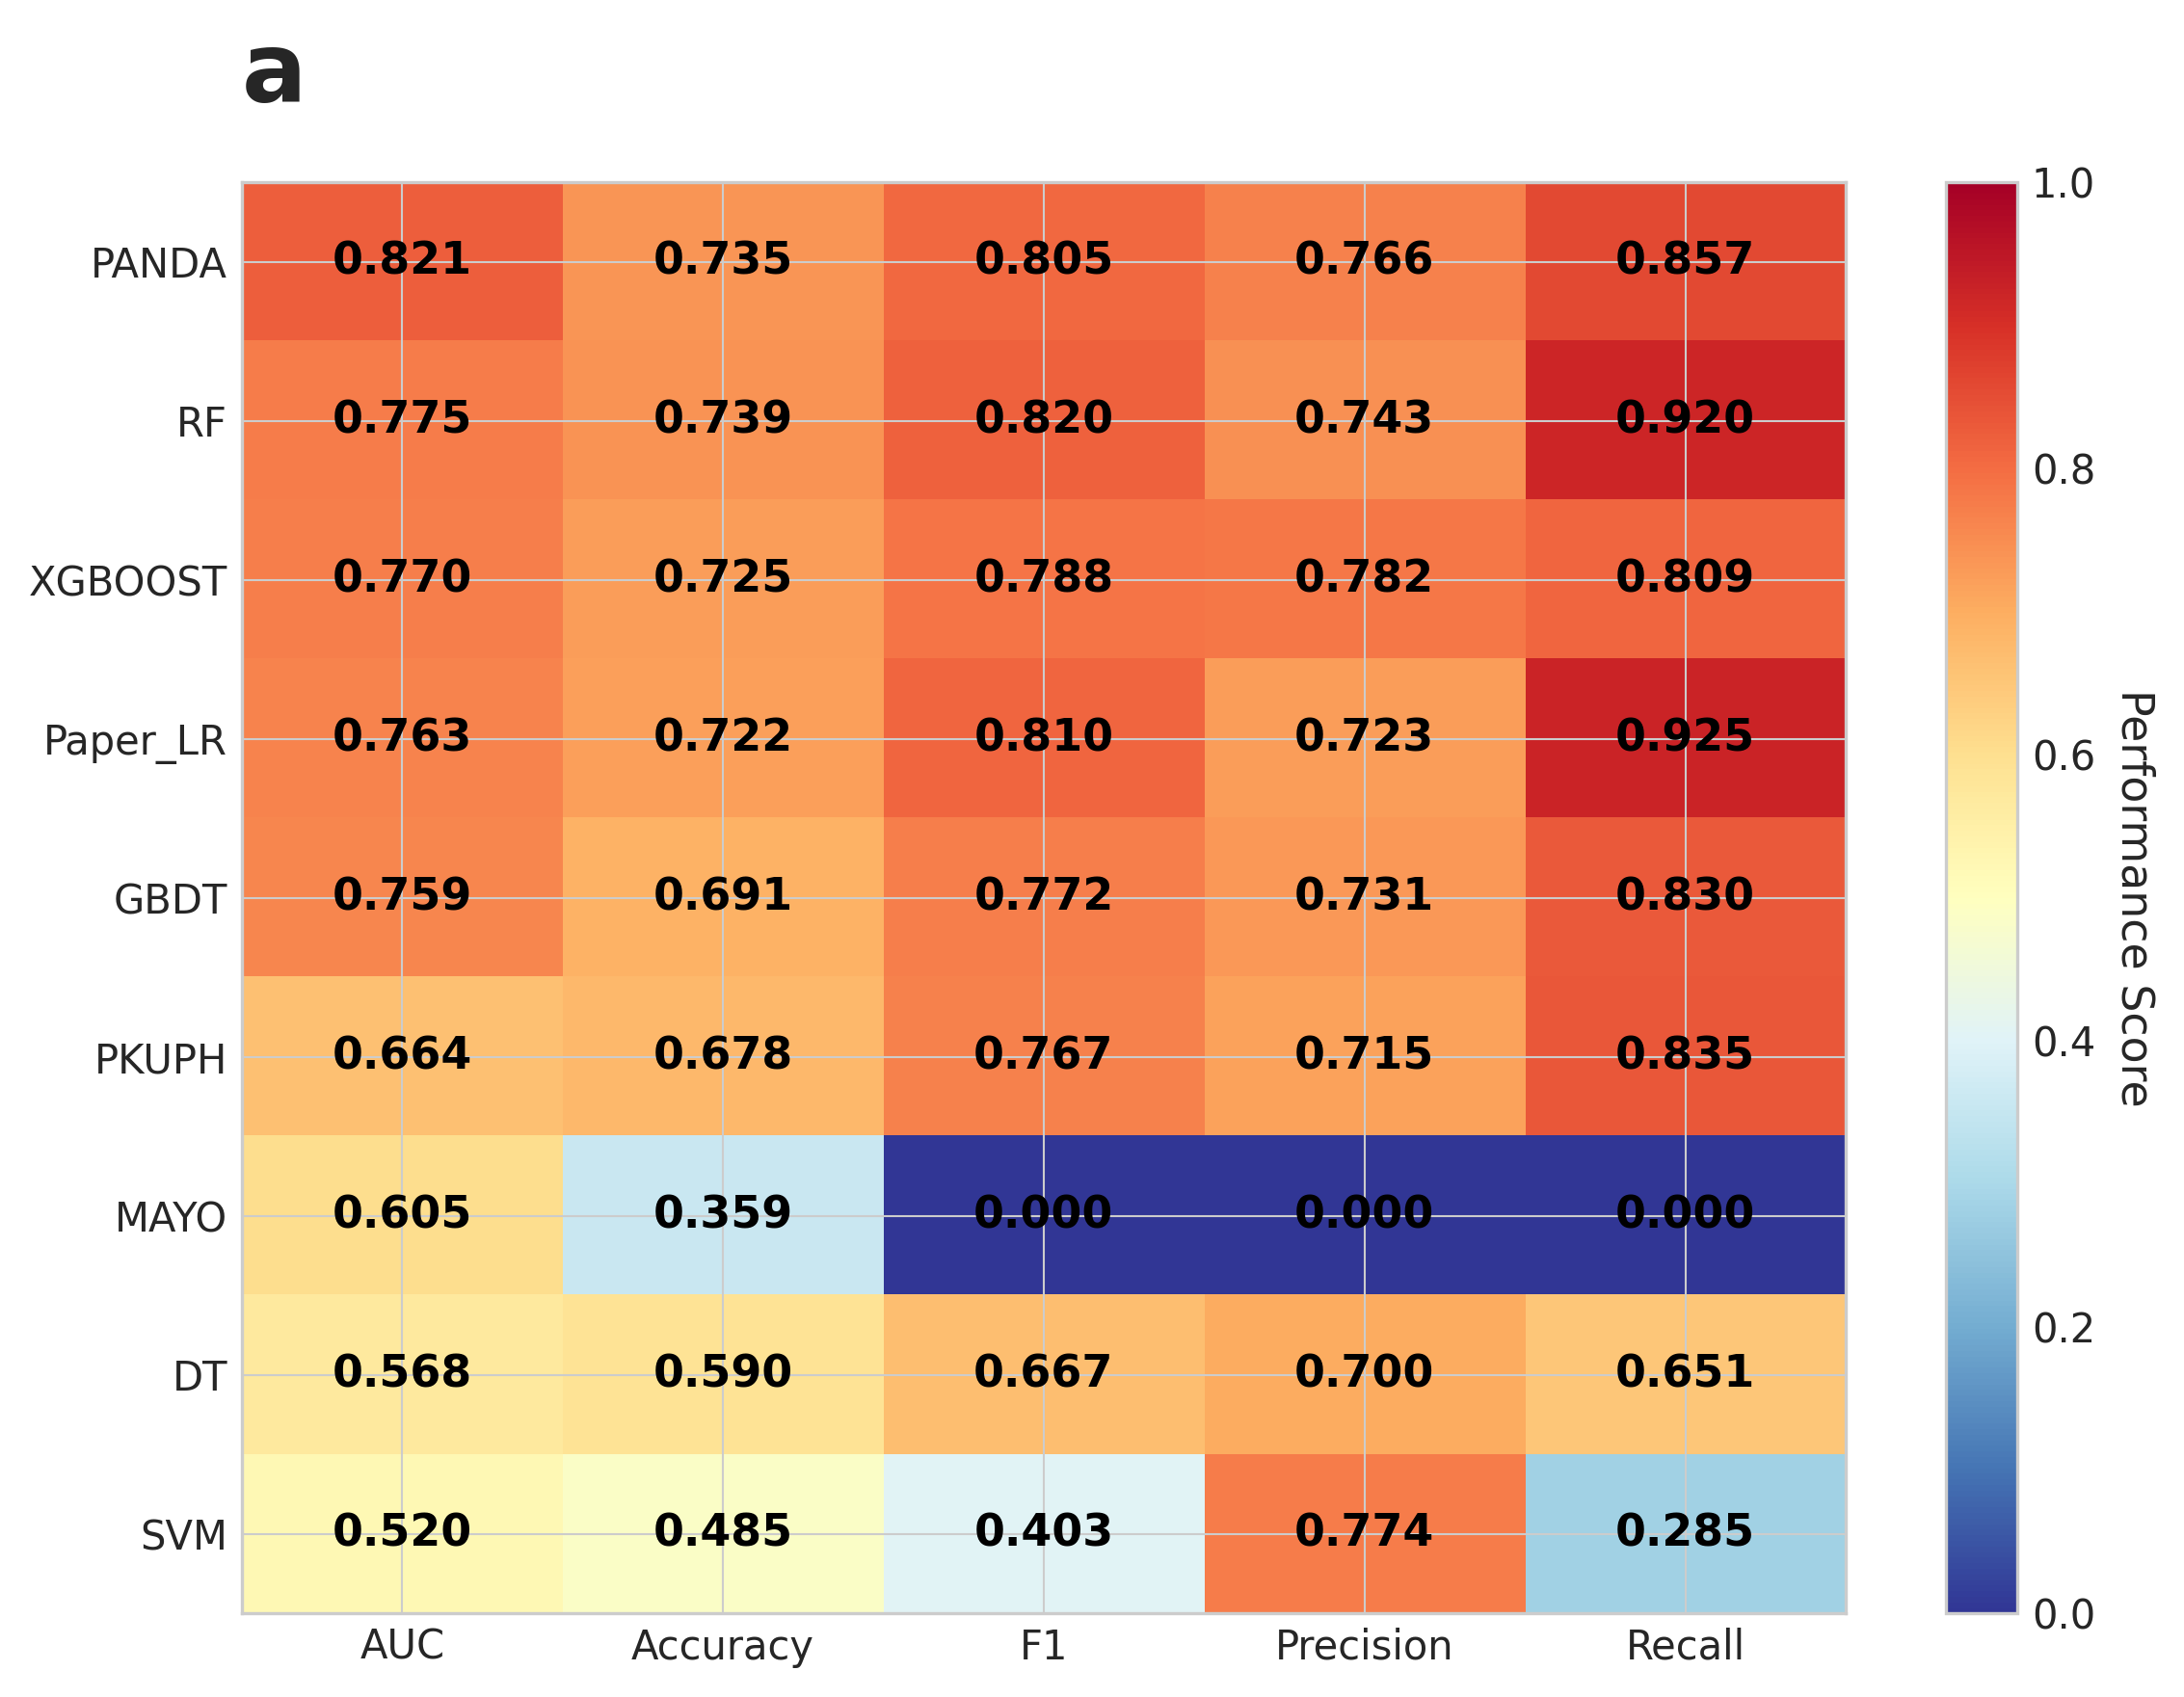 a
PANDA 0.821 0.735 0.805 0.766 0.857
RF 0.775 0.739 0.820 0.743 0.920
XGBOOST 0.770 0.725 0.788 0.782 0.809
Paper_LR 0.763 0.722 0.810 0.723 0.925
GBDT 0.759 0.691 0.772 0.731 0.830
PKUPH 0.664 0.678 0.767 0.715 0.835
MAYO 0.605 0.359 0.000 0.000 0.000
DT 0.568 0.590 0.667 0.700 0.651
SVM 0.520 0.485 0.403 0.774 0.285
AUC Accuracy F1 Precision Recall
1.0
0.8
0.6
0.4
0.2
0.0
Performance Score